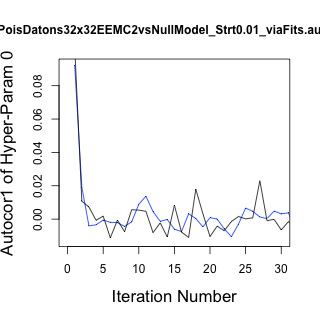 PoisDatons32x32EEMC2vsNullModel_Strt0.01_viaFits.au
Autocor1 of Hyper-Param 0
0.00 0.02 0.04 0.06 0.08
0 5 10 15 20 25 30
Iteration Number